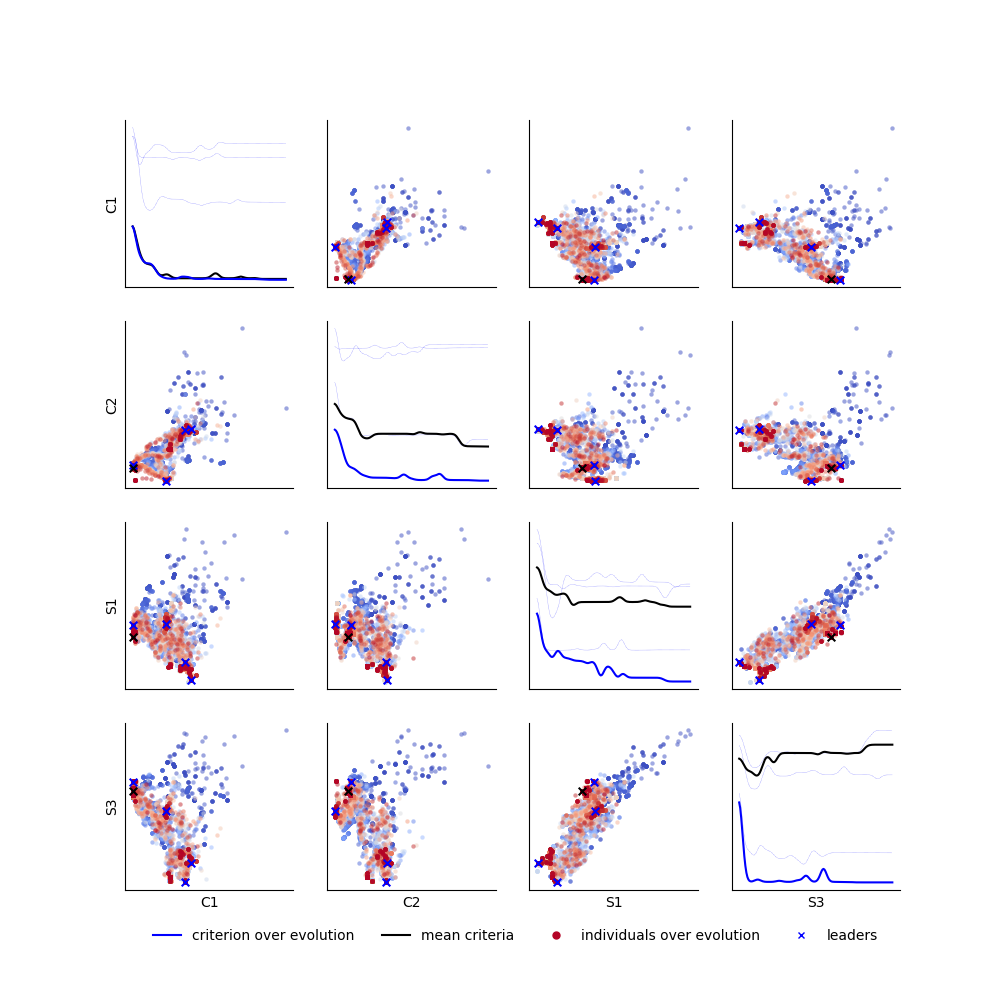 C1
C2
S1
S3
C1 C2 S1 S3
criterion over evolution mean criteria individuals over evolution leaders